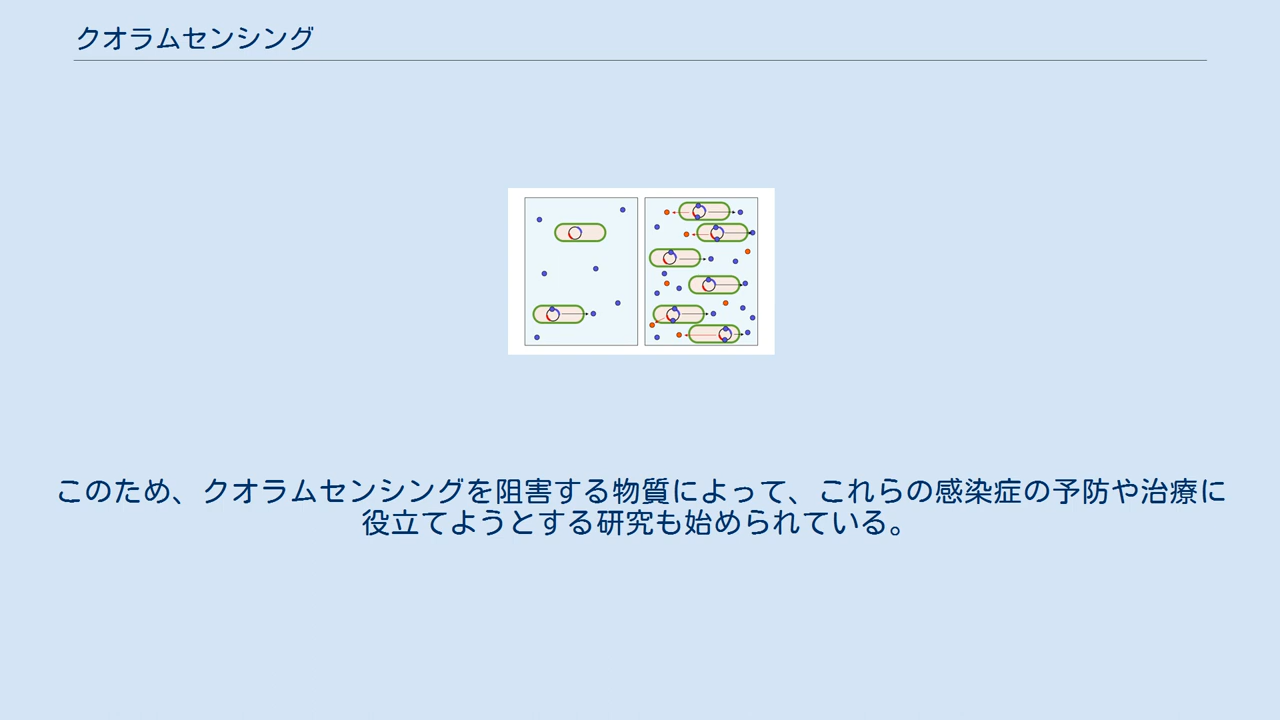 クオラムセンシング
このため、クオラムセンシングを阻害する物質によって、これらの感染症の予防や治療に
役立てようとする研究も始められている。